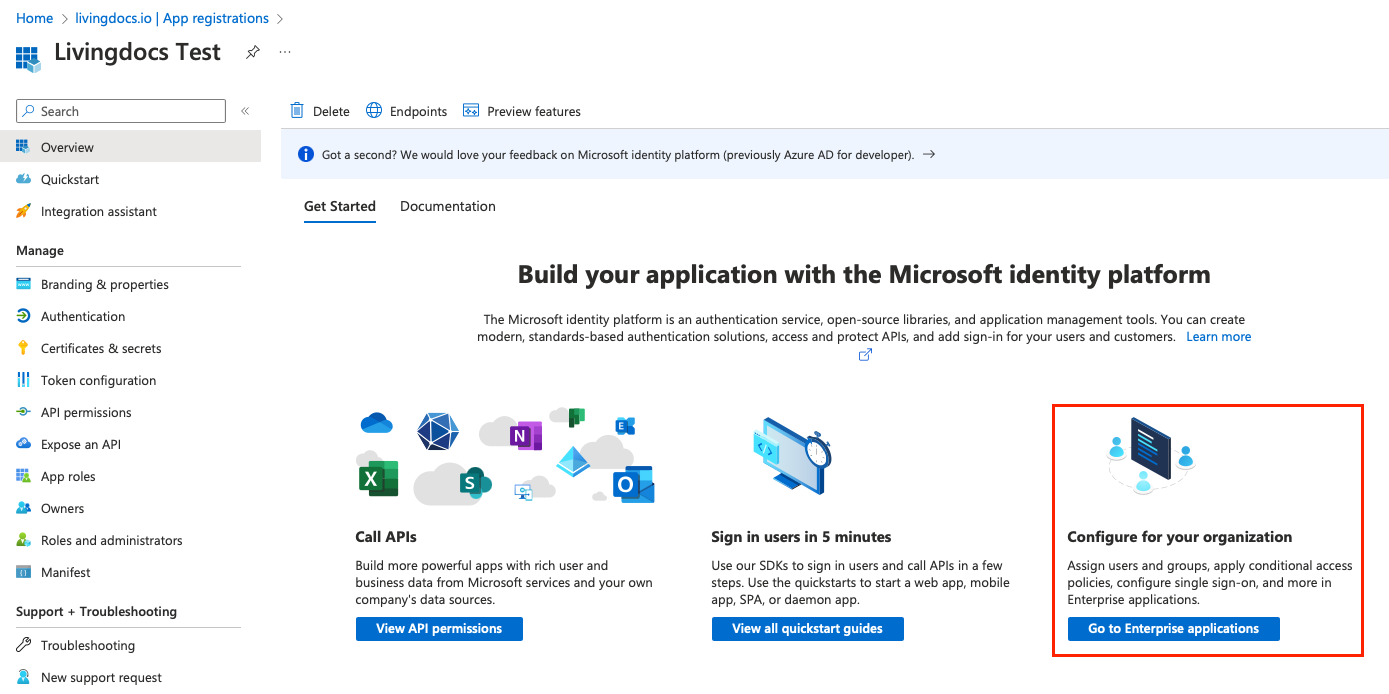 Home > livingdocs.io | App registrations >
Livingdocs Test
Search
«
Delete
Endpoints
Preview features
Overview
Quickstart
Integration assistant
Manage
Branding & properties
Authentication
Certificates & secrets
Token configuration
API permissions
Expose an API
App roles
Owners
Roles and administrators
Manifest
Support + Troubleshooting
Troubleshooting
New support request
Got a second? We would love your feedback on Microsoft identity platform (previously Azure AD for developer). →
Get Started
Documentation
Build your application with the Microsoft identity platform
The Microsoft identity platform is an authentication service, open-source libraries, and application management tools. You can create
modern, standards-based authentication solutions, access and protect APIs, and add sign-in for your users and customers. Learn more
N
E
X
S
O
Call APIs
Build more powerful apps with rich user and
business data from Microsoft services and your own
company's data sources.
View API permissions
Sign in users in 5 minutes
Use our SDKs to sign in users and call APIs in a few
steps. Use the quickstarts to start a web app, mobile
app, SPA, or daemon app.
View all quickstart guides
Configure for your organization
Assign users and groups, apply conditional access
policies, configure single sign-on, and more in
Enterprise applications.
Go to Enterprise applications